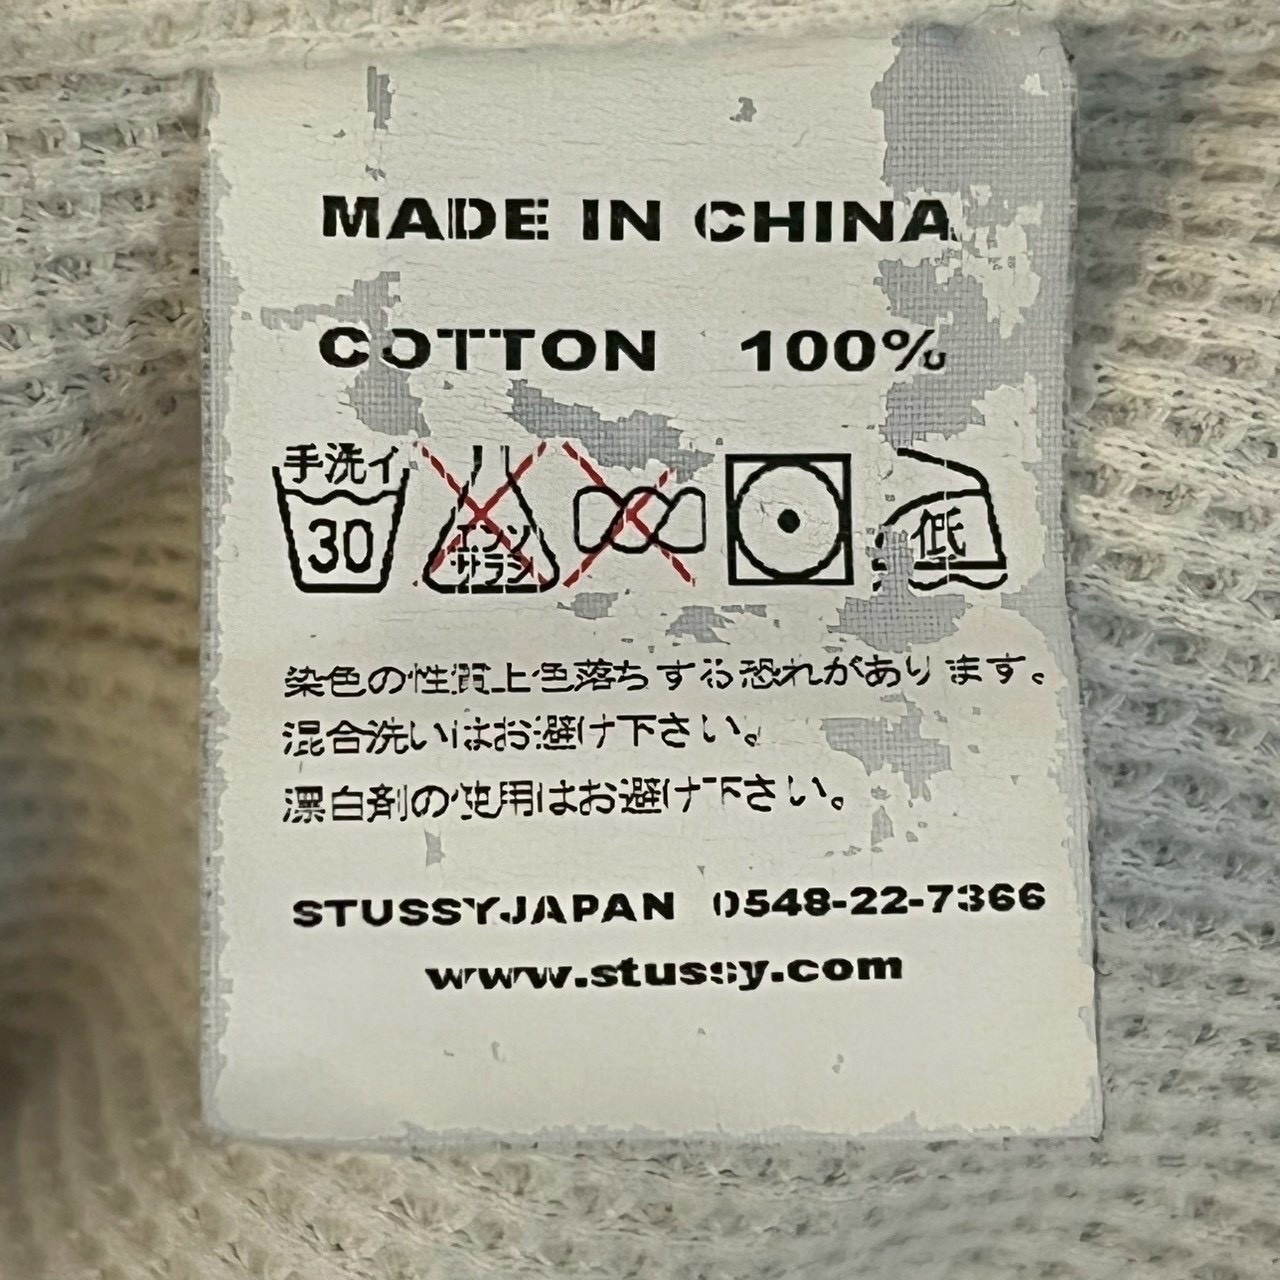 MADE IN CHINA
COTTON 100%
手洗イ
30
エンソ
サラシ
低
染色の性質上色落ちする恐れがあります。
混合洗いはお避け下さい。
漂白剤の使用はお避け下さい。
STUSSYJAPAN 0548-22-7366
www.stussy.com